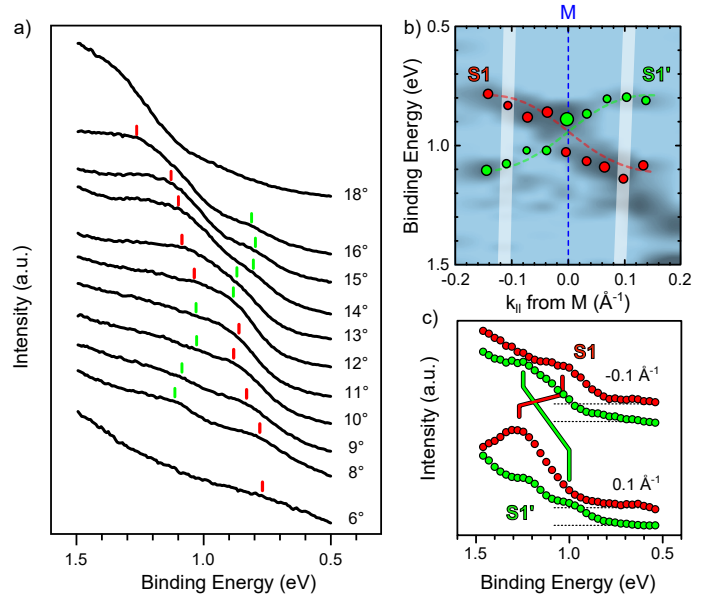 a)
Intensity (a.u.)
18°
16°
15°
14°
13°
12°
11°
10°
9°
8°
6°
1.5
1.0
0.5
Binding Energy (eV)
b)
M
S1
S1'
Binding Energy (eV)
0.5
1.0
1.5
-0.2
-0.1
0.0
0.1
0.2
k|| from M (Å⁻¹)
c)
Intensity (a.u.)
S1
-0.1 Å⁻¹
0.1 Å⁻¹
S1'
1.5
1.0
0.5
Binding Energy (eV)